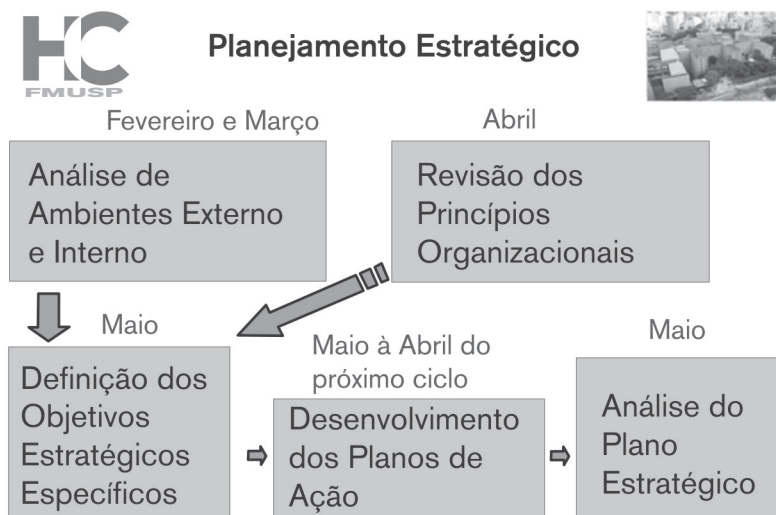 HC
FMUSP
Planejamento Estratégico
Fevereiro e Março
Análise de
Ambientes Externo
e Interno
Abril
Revisão dos
Princípios
Organizacionais
Maio
Definição dos
Objetivos
Estratégicos
Específicos
Maio à Abril do
próximo ciclo
Desenvolvimento
dos Planos de
Ação
Maio
Análise do
Plano
Estratégico